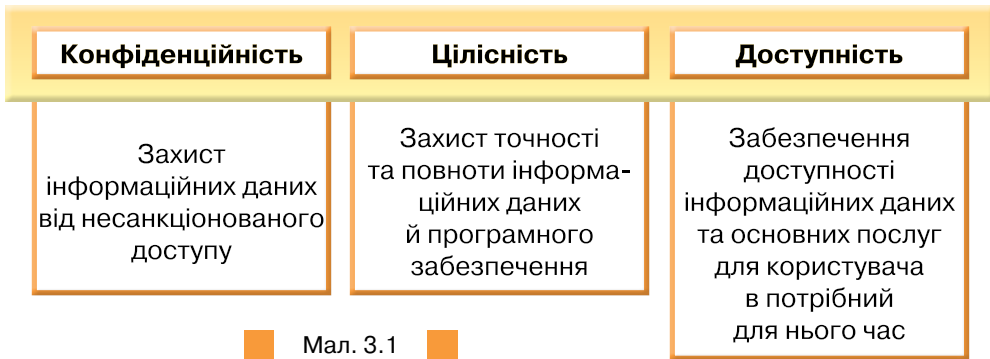 Конфіденційність
Захист
інформаційних даних
від несанкціонованого
доступу
Цілісність
Захист точності
та повноти інформа-
ційних даних
й програмного
забезпечення
Доступність
Забезпечення
доступності
інформаційних даних
та основних послуг
для користувача
в потрібний
для нього час
Мал. 3.1